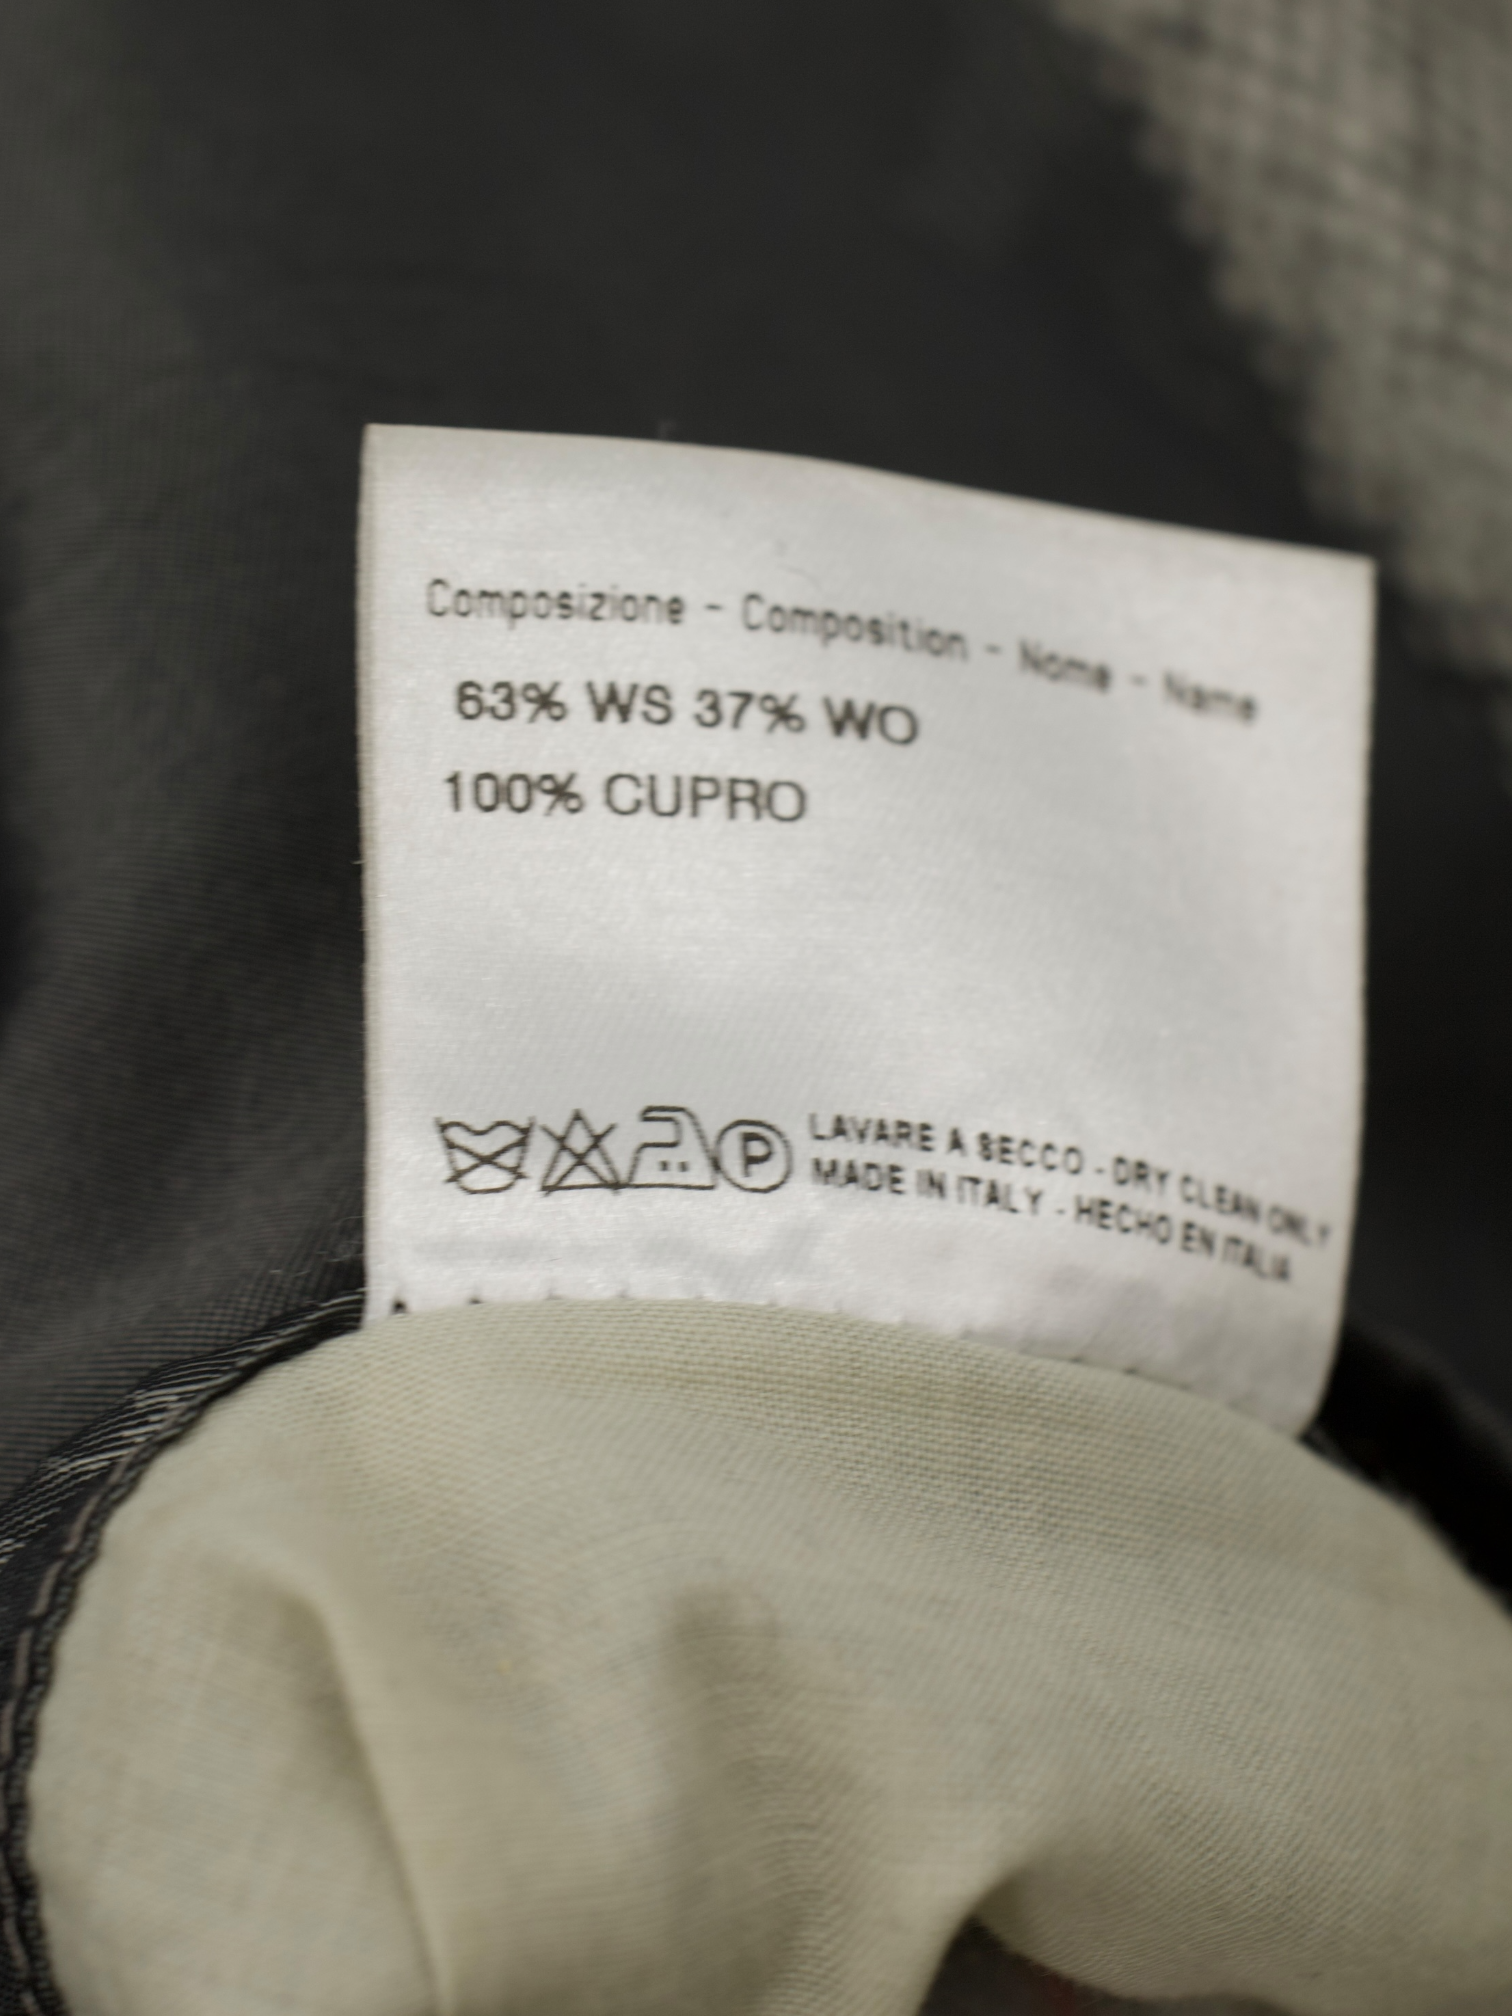 Composizione - Composition - Nome - Name
63% WS 37% WO
100% CUPRO
P
LAVARE A SECCO - DRY CLEAN ONLY
MADE IN ITALY - HECHO EN ITALIA